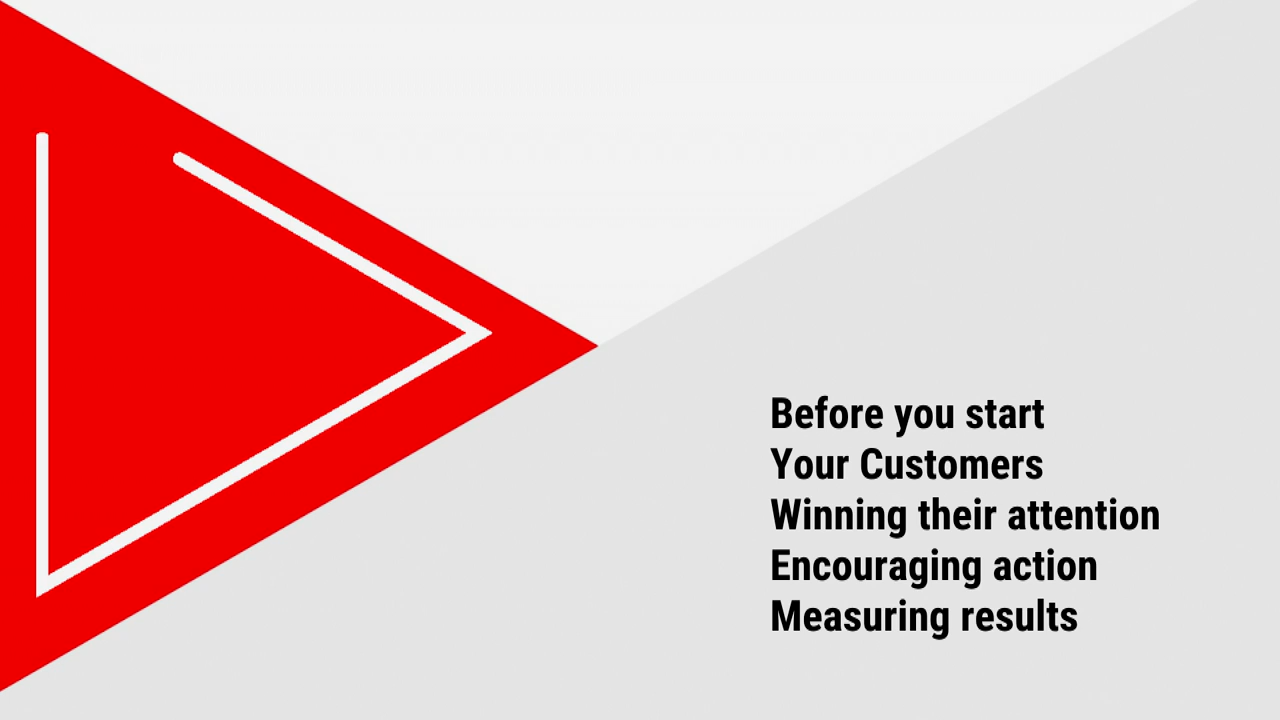 Before you start
Your Customers
Winning their attention
Encouraging action
Measuring results